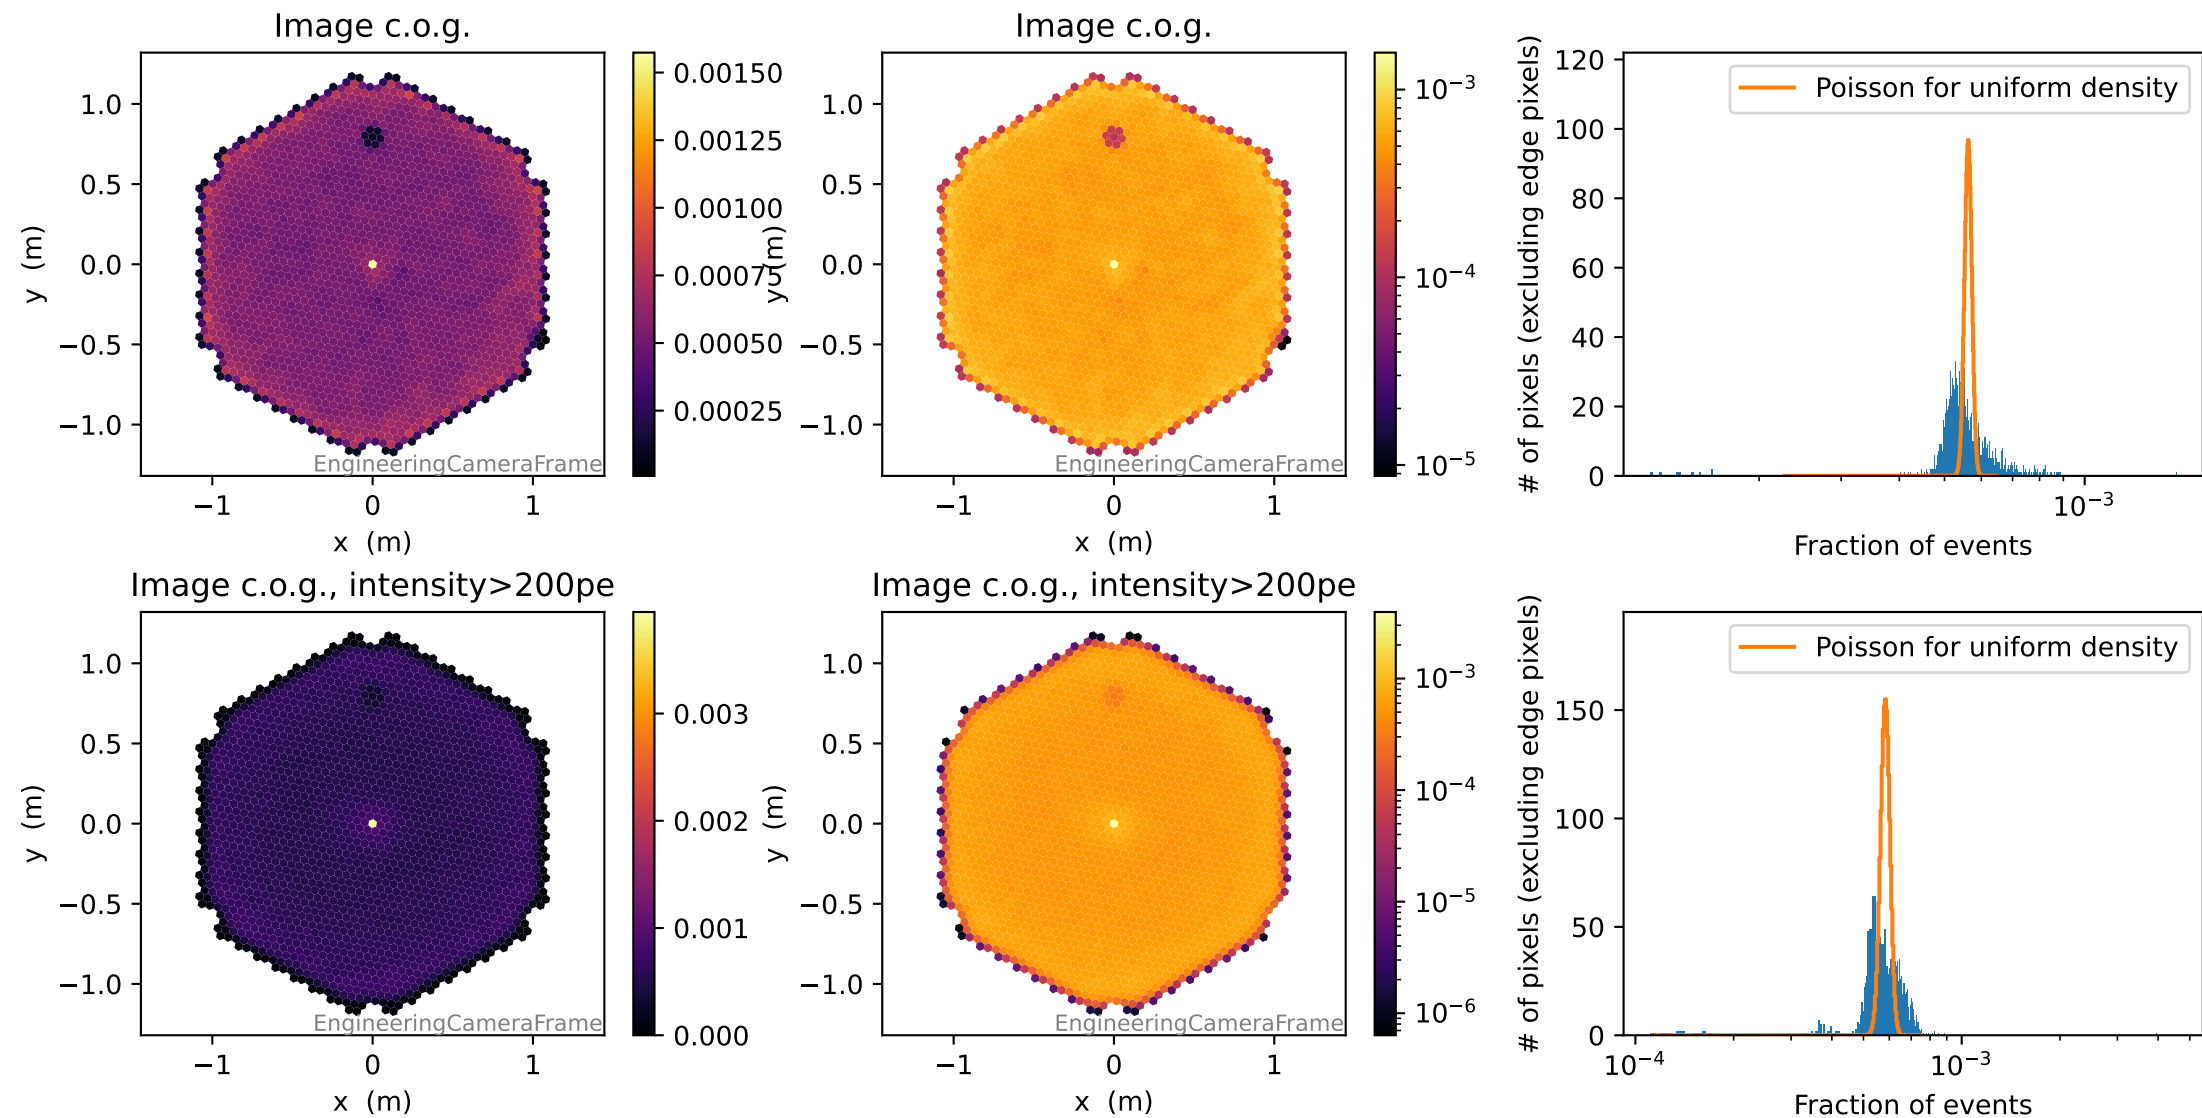 Image c.o.g.
1.0
0.5
0.0
−0.5
−1.0
y (m)
−1 0 1
x (m)
EngineeringCameraFrame
0.00150
0.00125
0.00100
0.00075
0.00050
0.00025
Image c.o.g.
1.0
0.5
0.0
−0.5
−1.0
y (m)
−1 0 1
x (m)
EngineeringCameraFrame
10⁻³
10⁻⁴
10⁻⁵
# of pixels (excluding edge pixels)
120
100
80
60
40
20
0
Poisson for uniform density
10⁻³
Fraction of events
Image c.o.g., intensity>200pe
1.0
0.5
0.0
−0.5
−1.0
y (m)
−1 0 1
x (m)
EngineeringCameraFrame
0.003
0.002
0.001
0.000
Image c.o.g., intensity>200pe
1.0
0.5
0.0
−0.5
−1.0
y (m)
−1 0 1
x (m)
EngineeringCameraFrame
10⁻³
10⁻⁴
10⁻⁵
10⁻⁶
# of pixels (excluding edge pixels)
150
100
50
0
Poisson for uniform density
10⁻⁴ 10⁻³
Fraction of events